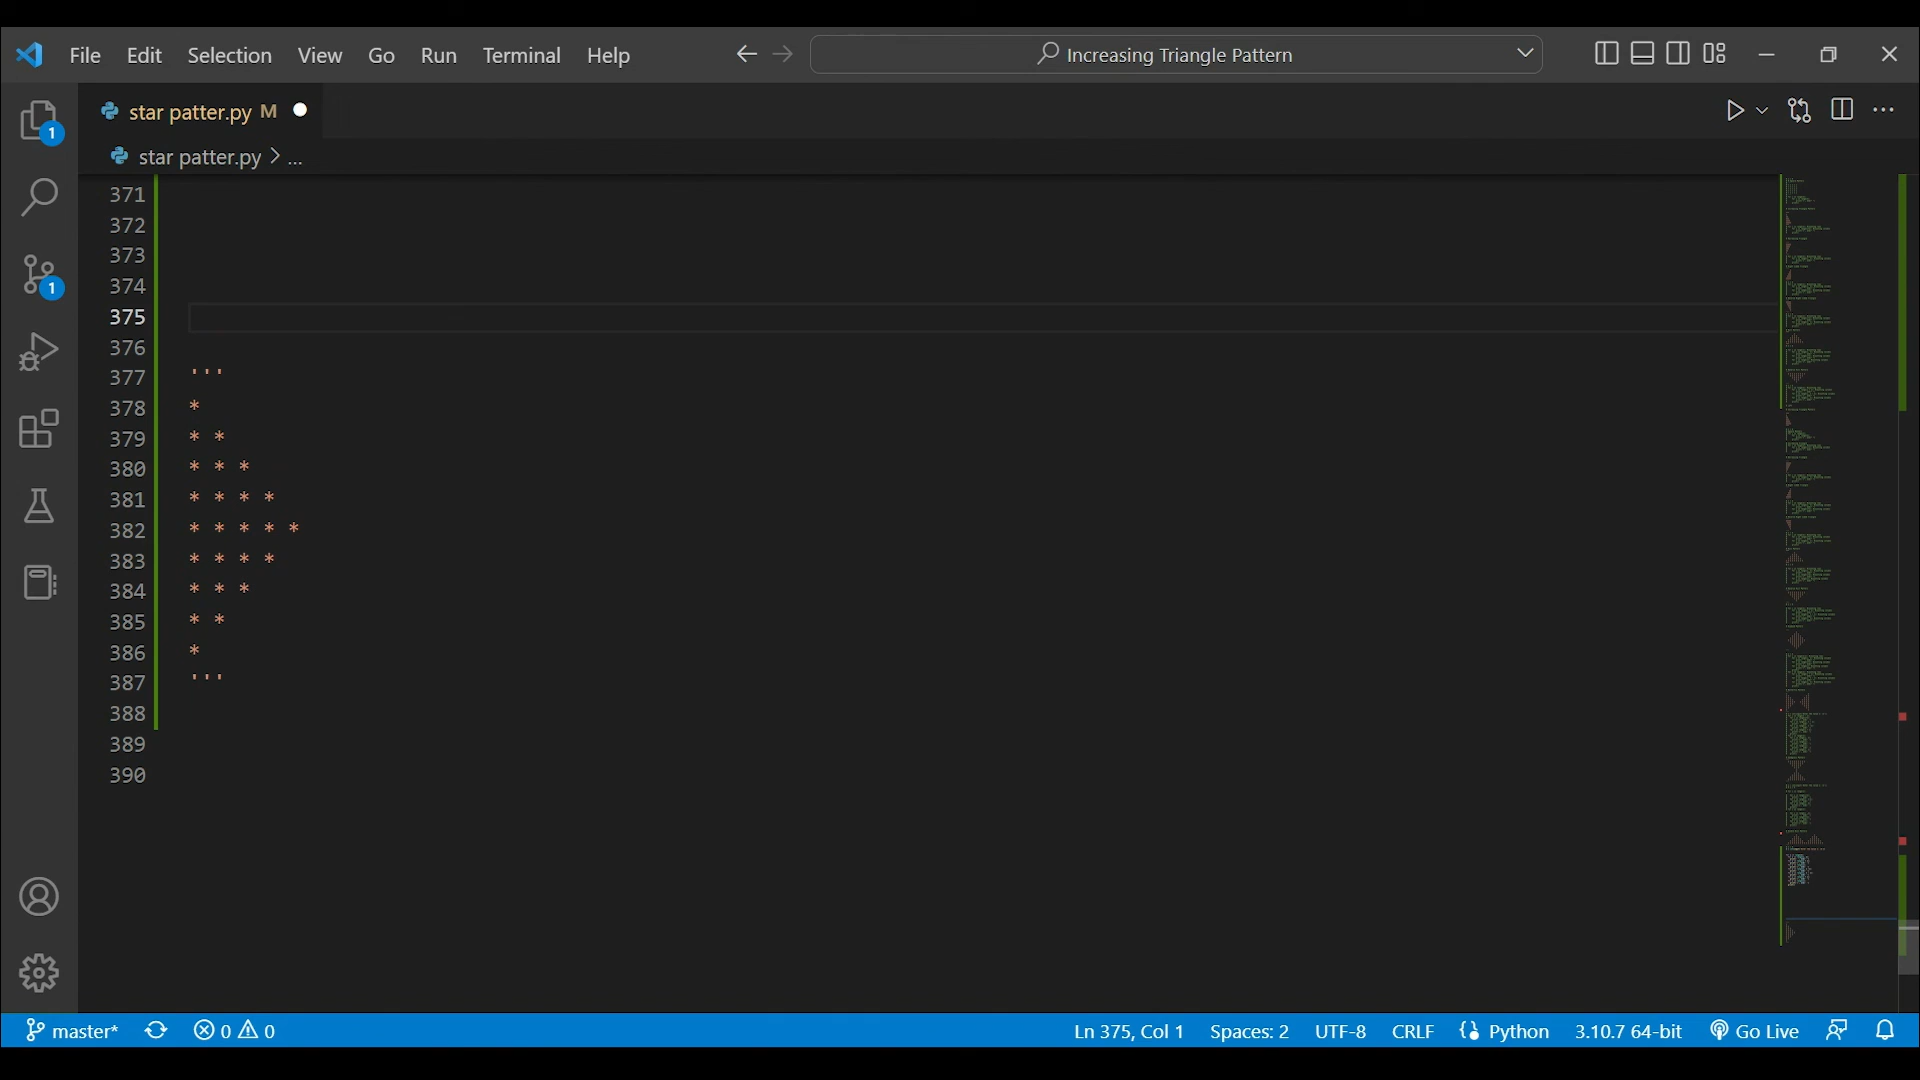 File Edit Selection View Go Run Terminal Help Increasing Triangle Pattern
star patter.py M
star patter.py > ...
1
1
371
372
373
374
375
376
377 '''
378 *
379 * *
380 * * *
381 * * * *
382 * * * * *
383 * * * *
384 * * *
385 * *
386 *
387 '''
388
389
390
master* 0 0 Ln 375, Col 1 Spaces: 2 UTF-8 CRLF Python 3.10.7 64-bit Go Live